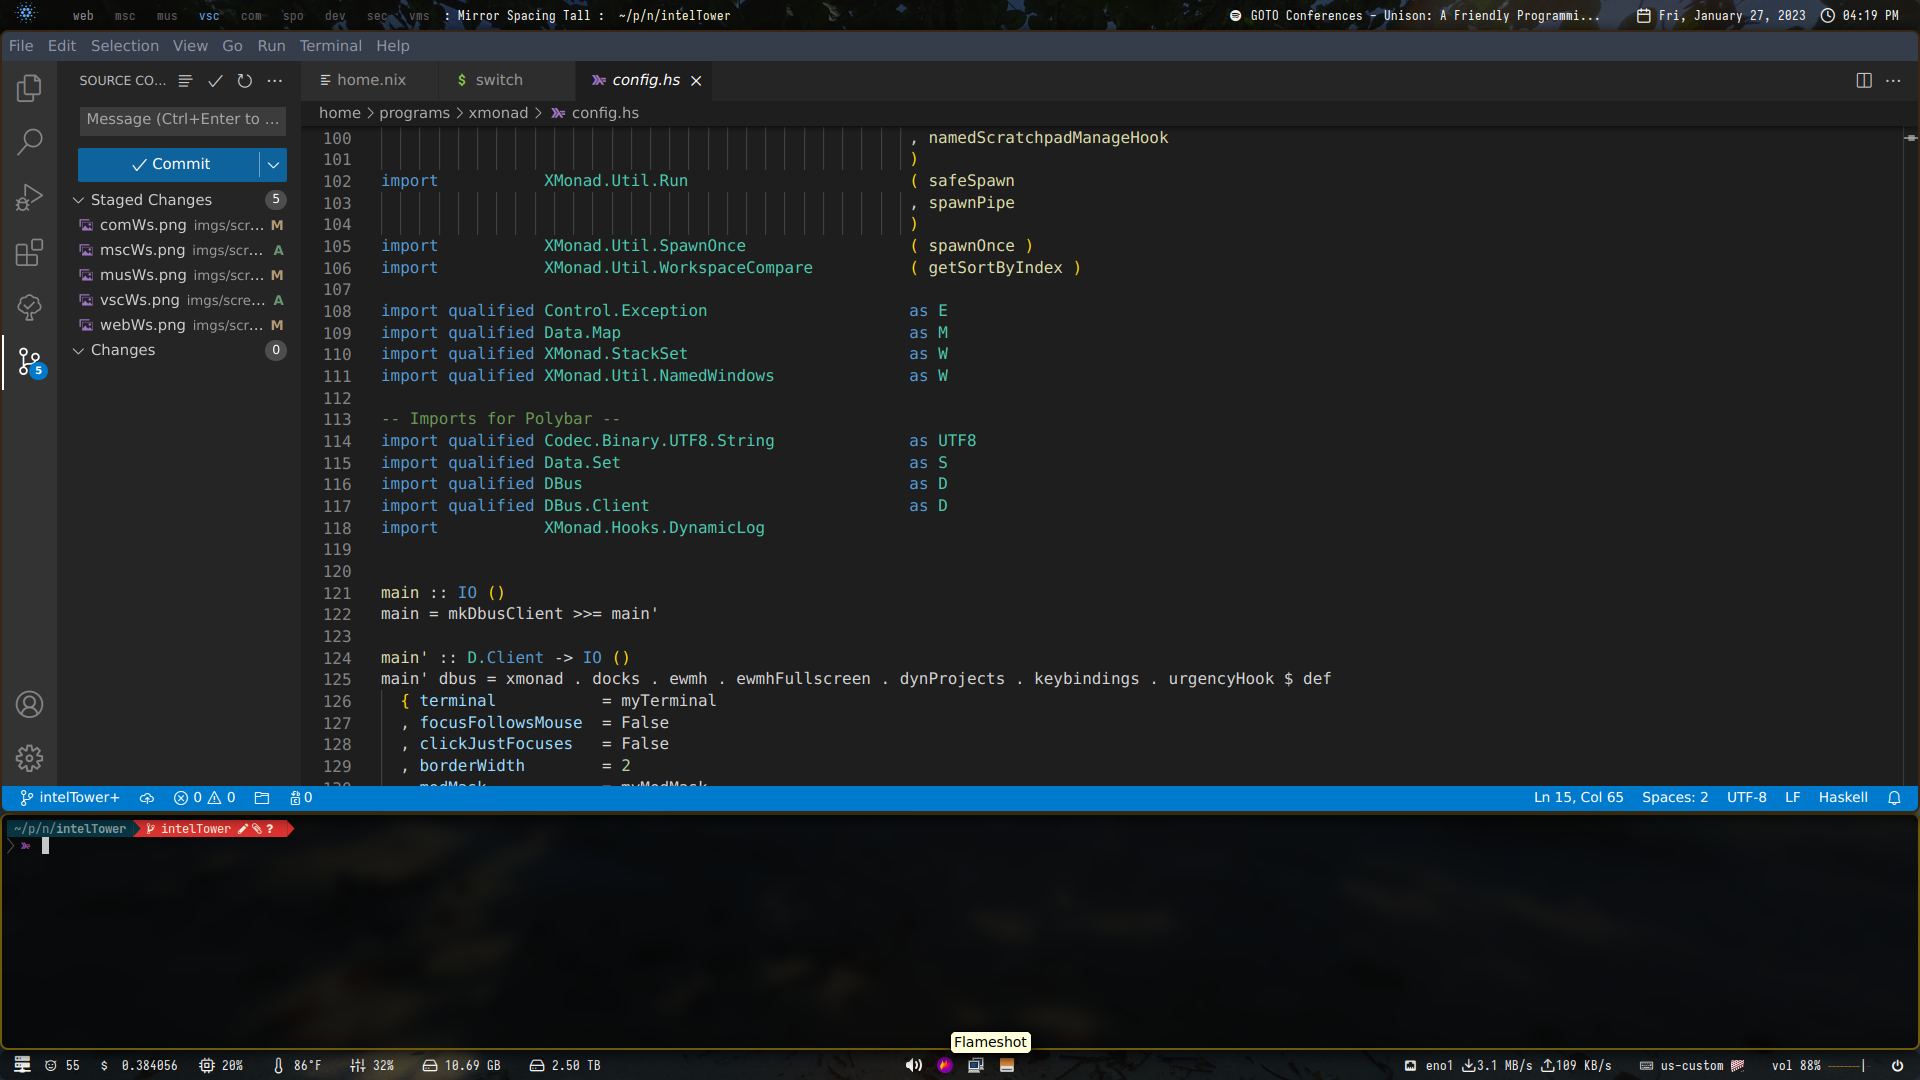 web msc mus vsc com spo dev sec vms : Mirror Spacing Tall : ~/p/n/intelTower
GOTO Conferences - Unison: A Friendly Programmi... Fri, January 27, 2023 04:19 PM
File Edit Selection View Go Run Terminal Help
SOURCE CO...
Message (Ctrl+Enter to ...
Commit
Staged Changes 5
comWs.png imgs/scr... M
mscWs.png imgs/scr... A
musWs.png imgs/scr... M
vscWs.png imgs/scre... A
webWs.png imgs/scr... M
Changes 0
5
home.nix $ switch config.hs
home > programs > xmonad > config.hs
100 , namedScratchpadManageHook
101 )
102 import XMonad.Util.Run ( safeSpawn
103 , spawnPipe
104 )
105 import XMonad.Util.SpawnOnce ( spawnOnce )
106 import XMonad.Util.WorkspaceCompare ( getSortByIndex )
107
108 import qualified Control.Exception as E
109 import qualified Data.Map as M
110 import qualified XMonad.StackSet as W
111 import qualified XMonad.Util.NamedWindows as W
112
113 -- Imports for Polybar --
114 import qualified Codec.Binary.UTF8.String as UTF8
115 import qualified Data.Set as S
116 import qualified DBus as D
117 import qualified DBus.Client as D
118 import XMonad.Hooks.DynamicLog
119
120
121 main :: IO ()
122 main = mkDbusClient >>= main'
123
124 main' :: D.Client -> IO ()
125 main' dbus = xmonad . docks . ewmh . ewmhFullscreen . dynProjects . keybindings . urgencyHook $ def
126 { terminal = myTerminal
127 , focusFollowsMouse = False
128 , clickJustFocuses = False
129 , borderWidth = 2
130 , modMask = myModMask
intelTower+ 0 0 0 Ln 15, Col 65 Spaces: 2 UTF-8 LF Haskell
~/p/n/intelTower intelTower ?
Flameshot
55 $ 0.384056 20% 86°F 32% 10.69 GB 2.50 TB
eno1 3.1 MB/s 109 KB/s us-custom vol 88%